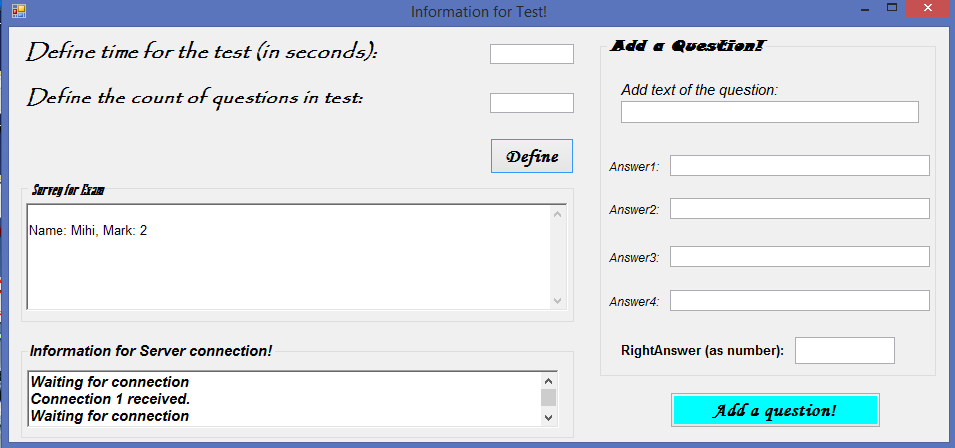 Information for Test!
Define time for the test (in seconds):
Define the count of questions in test:
Define
Survey for Exam
Name: Mihi, Mark: 2
Information for Server connection!
Waiting for connection
Connection 1 received.
Waiting for connection
Add a Question!
Add text of the question:
Answer1:
Answer2:
Answer3:
Answer4:
RightAnswer (as number):
Add a question!